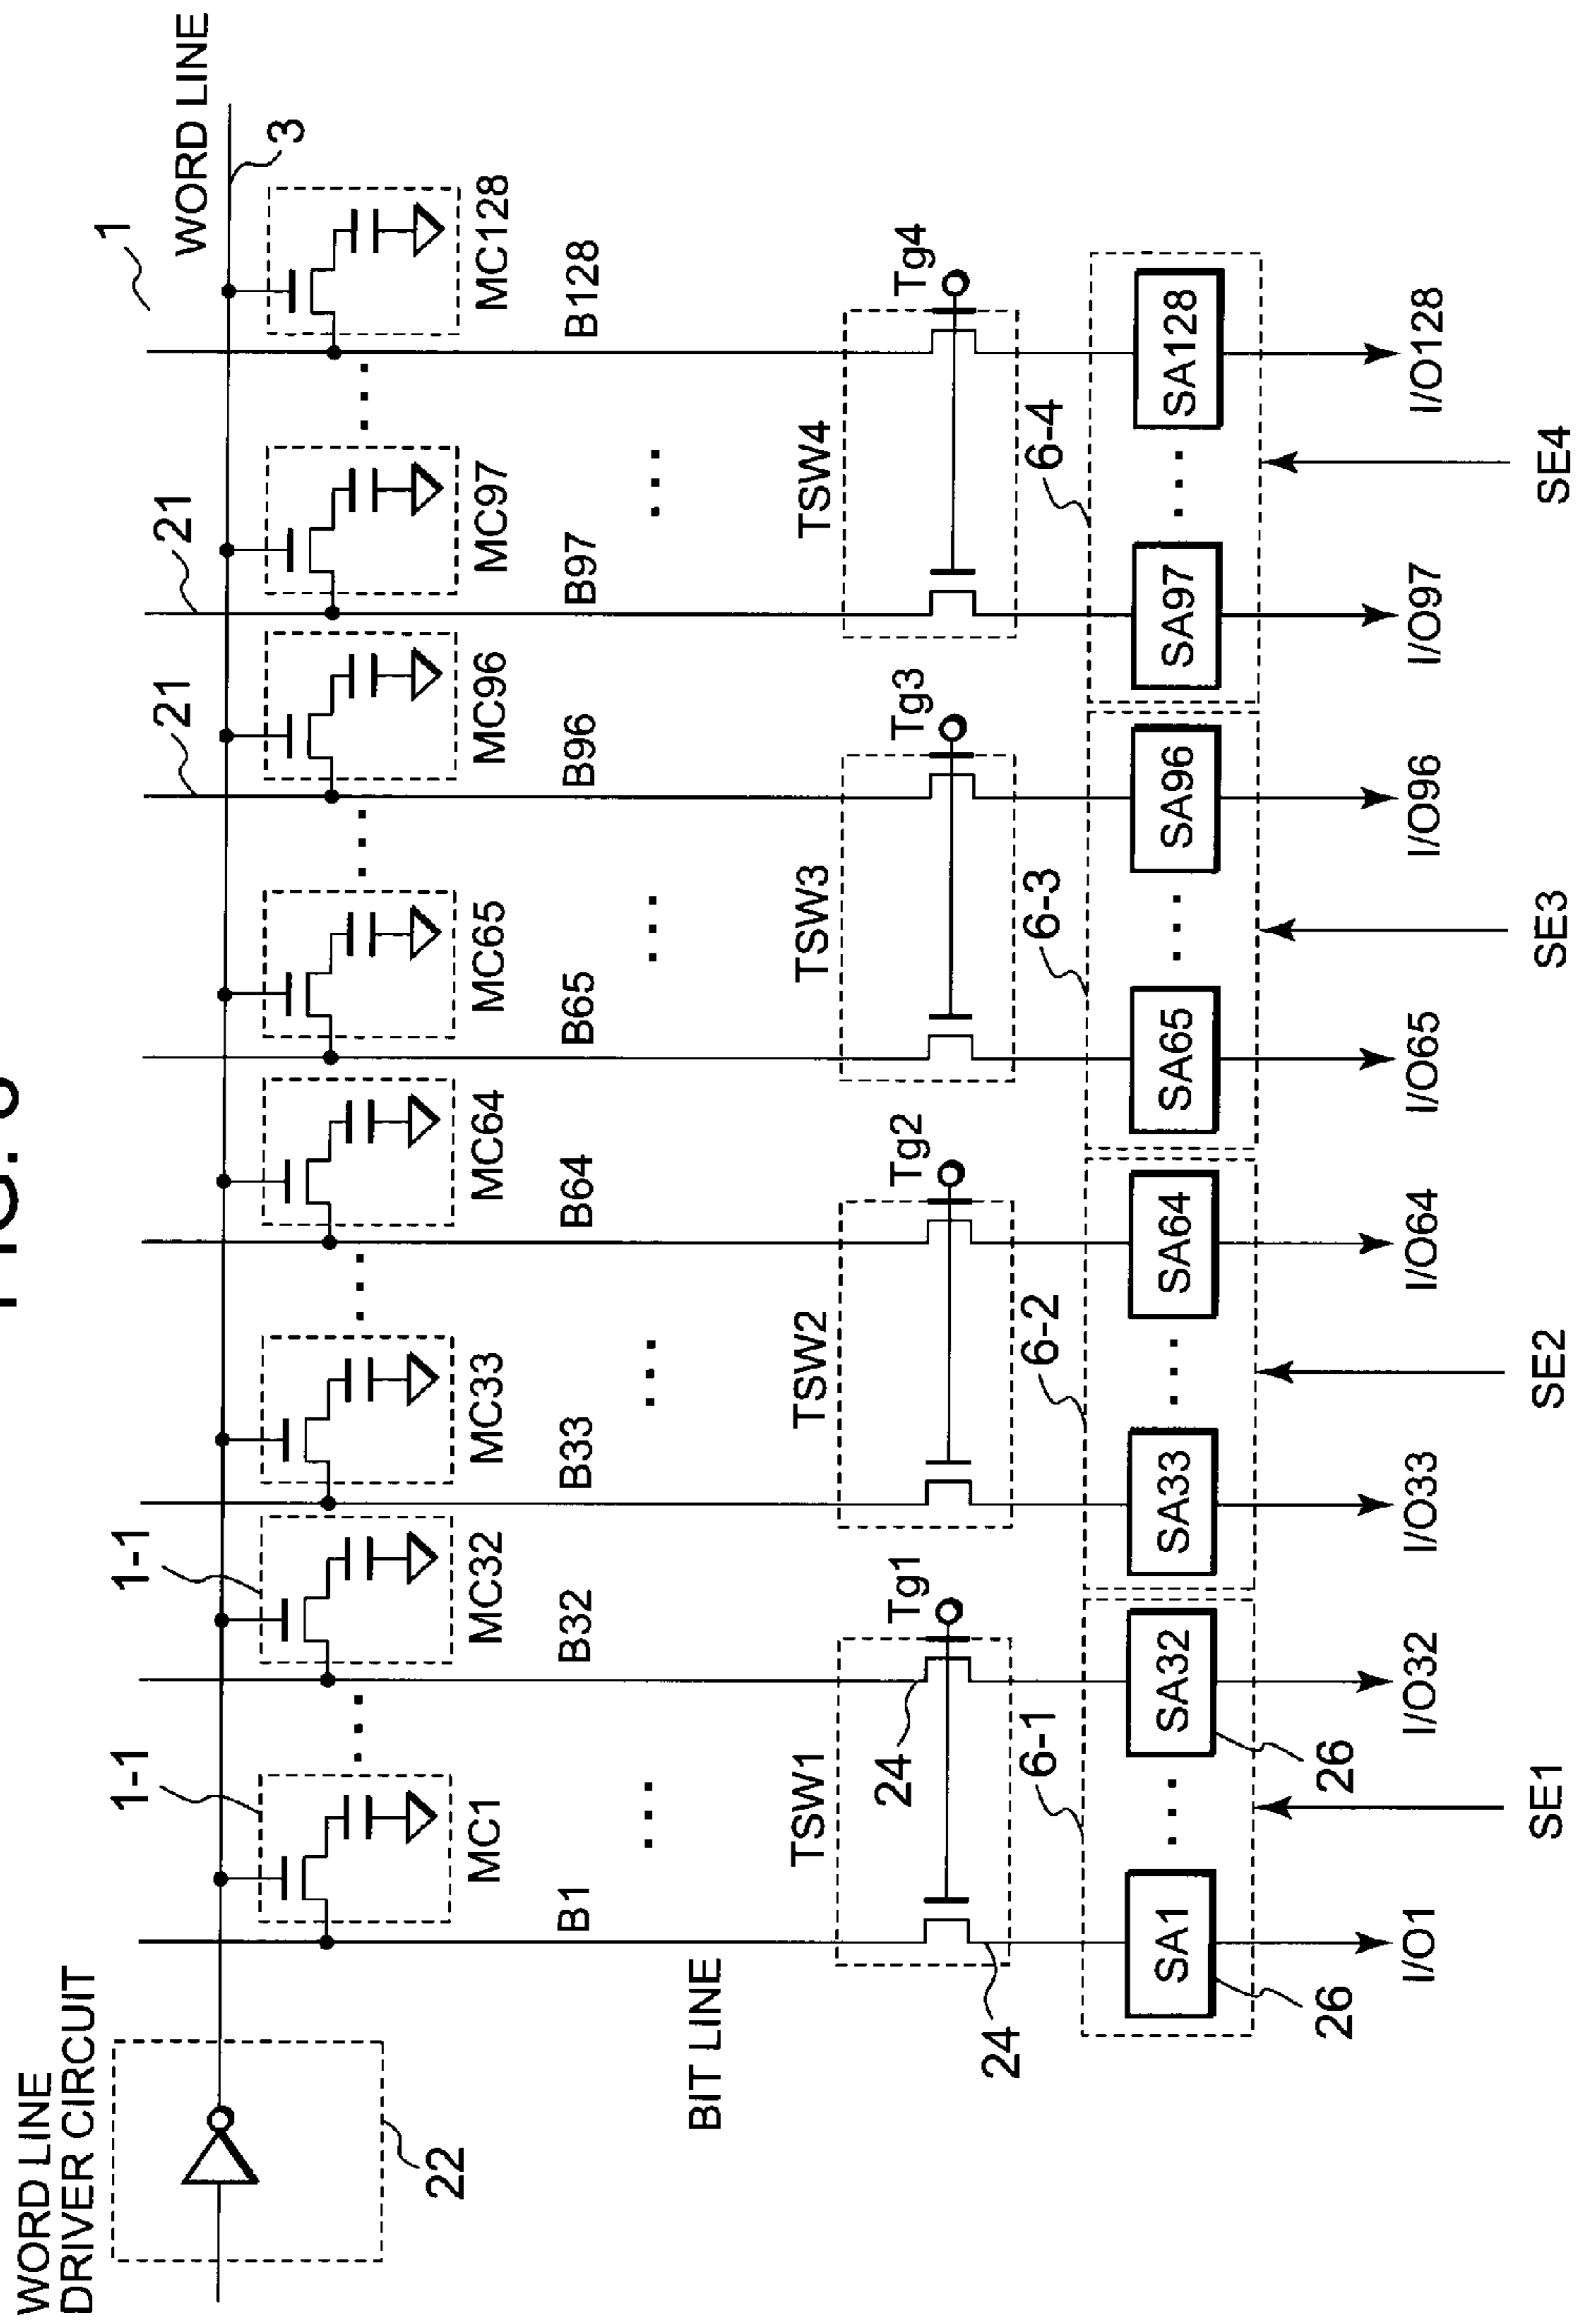 WORD LINE
DRIVER CIRCUIT
22
1
WORD LINE
3
1-1
1-1
21
21
MC1
MC32
MC33
MC64
MC65
MC96
MC97
MC128
B1
B32
B33
B64
B65
B96
B97
B128
BIT LINE
TSW1
TSW2
TSW3
TSW4
24
24
Tg1
Tg2
Tg3
Tg4
6-1
6-2
6-3
6-4
SA1
SA32
SA33
SA64
SA65
SA96
SA97
SA128
26
26
I/O1
I/O32
I/O33
I/O64
I/O65
I/O96
I/O97
I/O128
SE1
SE2
SE3
SE4